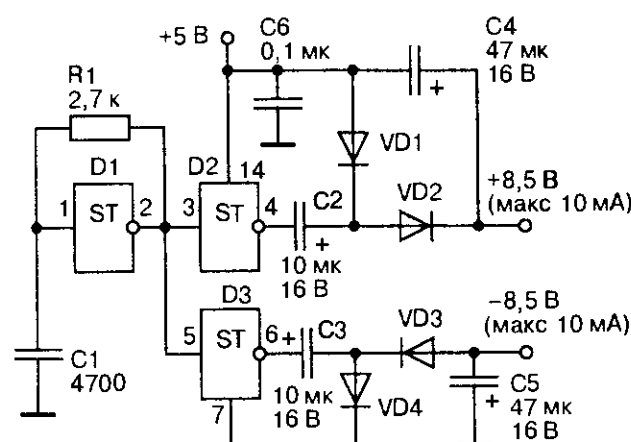 +5 В
C6
0,1 мк
C4
47 мк
16 В
+
R1
2,7 к
VD1
D1
D2
14
VD2
+8,5 В
(макс 10 мА)
1
ST
2
3
ST
4
C2
+
10 мк
16 В
D3
−8,5 В
(макс 10 мА)
5
ST
6
+
C3
VD3
C1
4700
7
10 мк
16 В
VD4
+
C5
47 мк
16 В